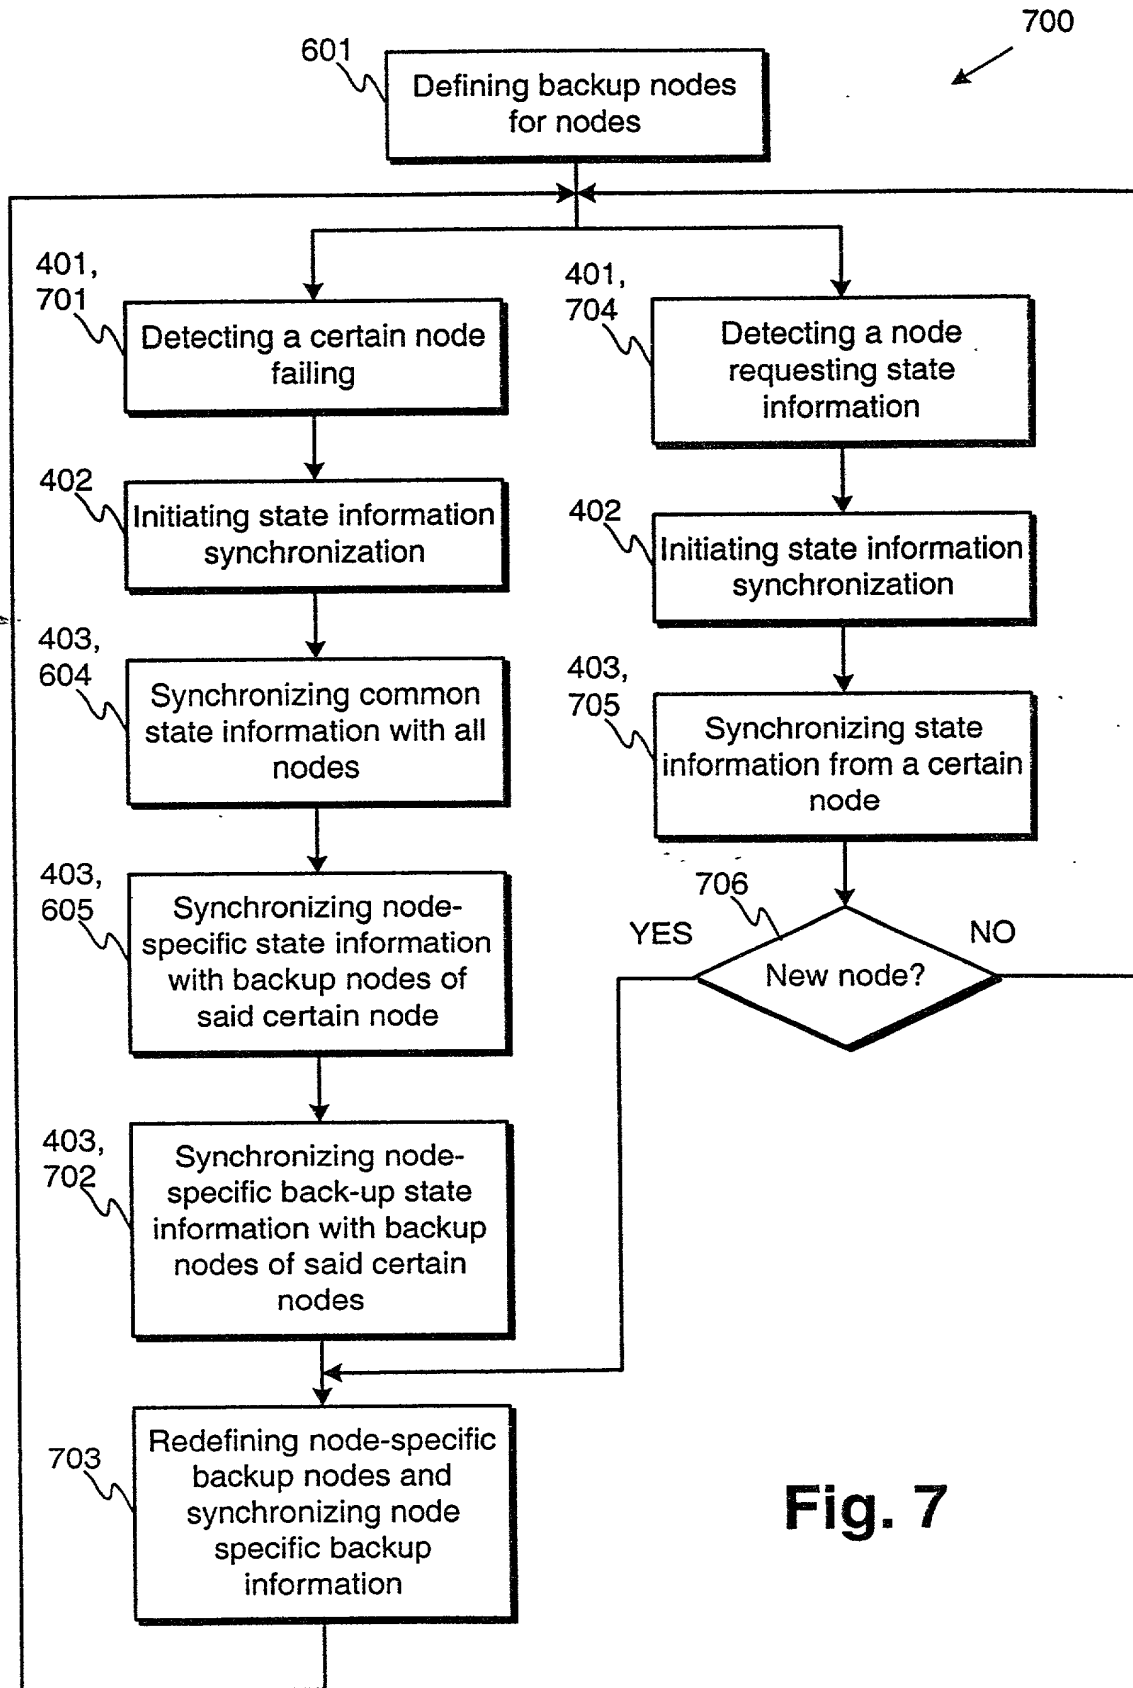 700
601
Defining backup nodes
for nodes
401,
701
Detecting a certain node
failing
402
Initiating state information
synchronization
403,
604
Synchronizing common
state information with all
nodes
403,
605
Synchronizing node-
specific state information
with backup nodes of
said certain node
403,
702
Synchronizing node-
specific back-up state
information with backup
nodes of said certain
nodes
703
Redefining node-specific
backup nodes and
synchronizing node
specific backup
information
401,
704
Detecting a node
requesting state
information
402
Initiating state information
synchronization
403,
705
Synchronizing state
information from a certain
node
706
YES
NO
New node?
Fig. 7